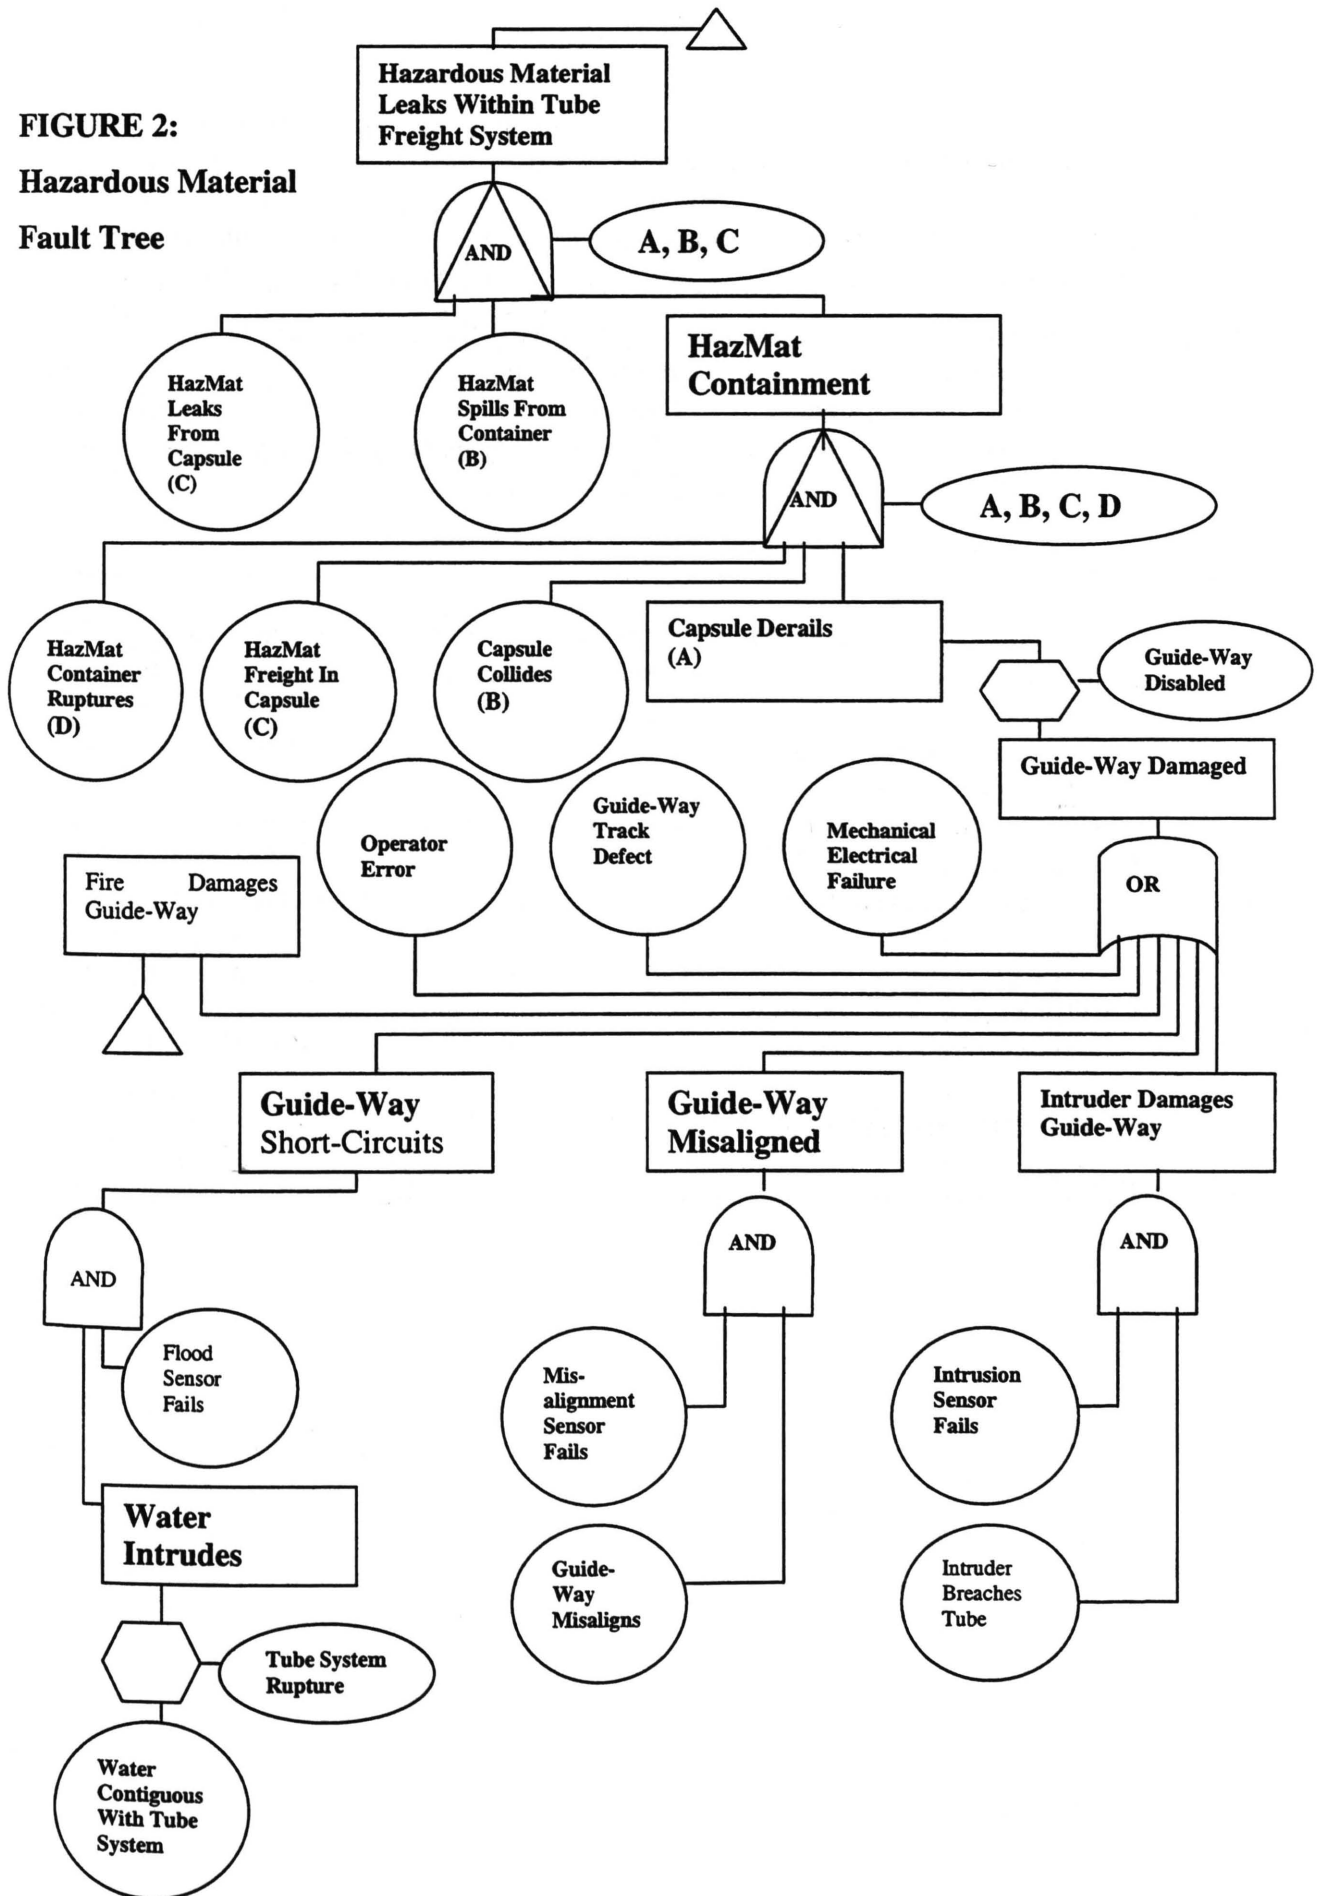 Hazardous Material
Leaks Within Tube
Freight System
FIGURE 2:
Hazardous Material
Fault Tree
AND
A, B, C
HazMat
Leaks
From
Capsule
(C)
HazMat
Spills From
Container
(B)
HazMat
Containment
AND
A, B, C, D
HazMat
Container
Ruptures
(D)
HazMat
Freight In
Capsule
(C)
Capsule
Collides
(B)
Capsule Derails
(A)
Guide-Way
Disabled
Guide-Way Damaged
Fire Damages
Guide-Way
Operator
Error
Guide-Way
Track
Defect
Mechanical
Electrical
Failure
OR
Guide-Way
Short-Circuits
Guide-Way
Misaligned
Intruder Damages
Guide-Way
AND
AND
AND
Flood
Sensor
Fails
Mis-
alignment
Sensor
Fails
Intrusion
Sensor
Fails
Water
Intrudes
Guide-
Way
Misaligns
Intruder
Breaches
Tube
Tube System
Rupture
Water
Contiguous
With Tube
System